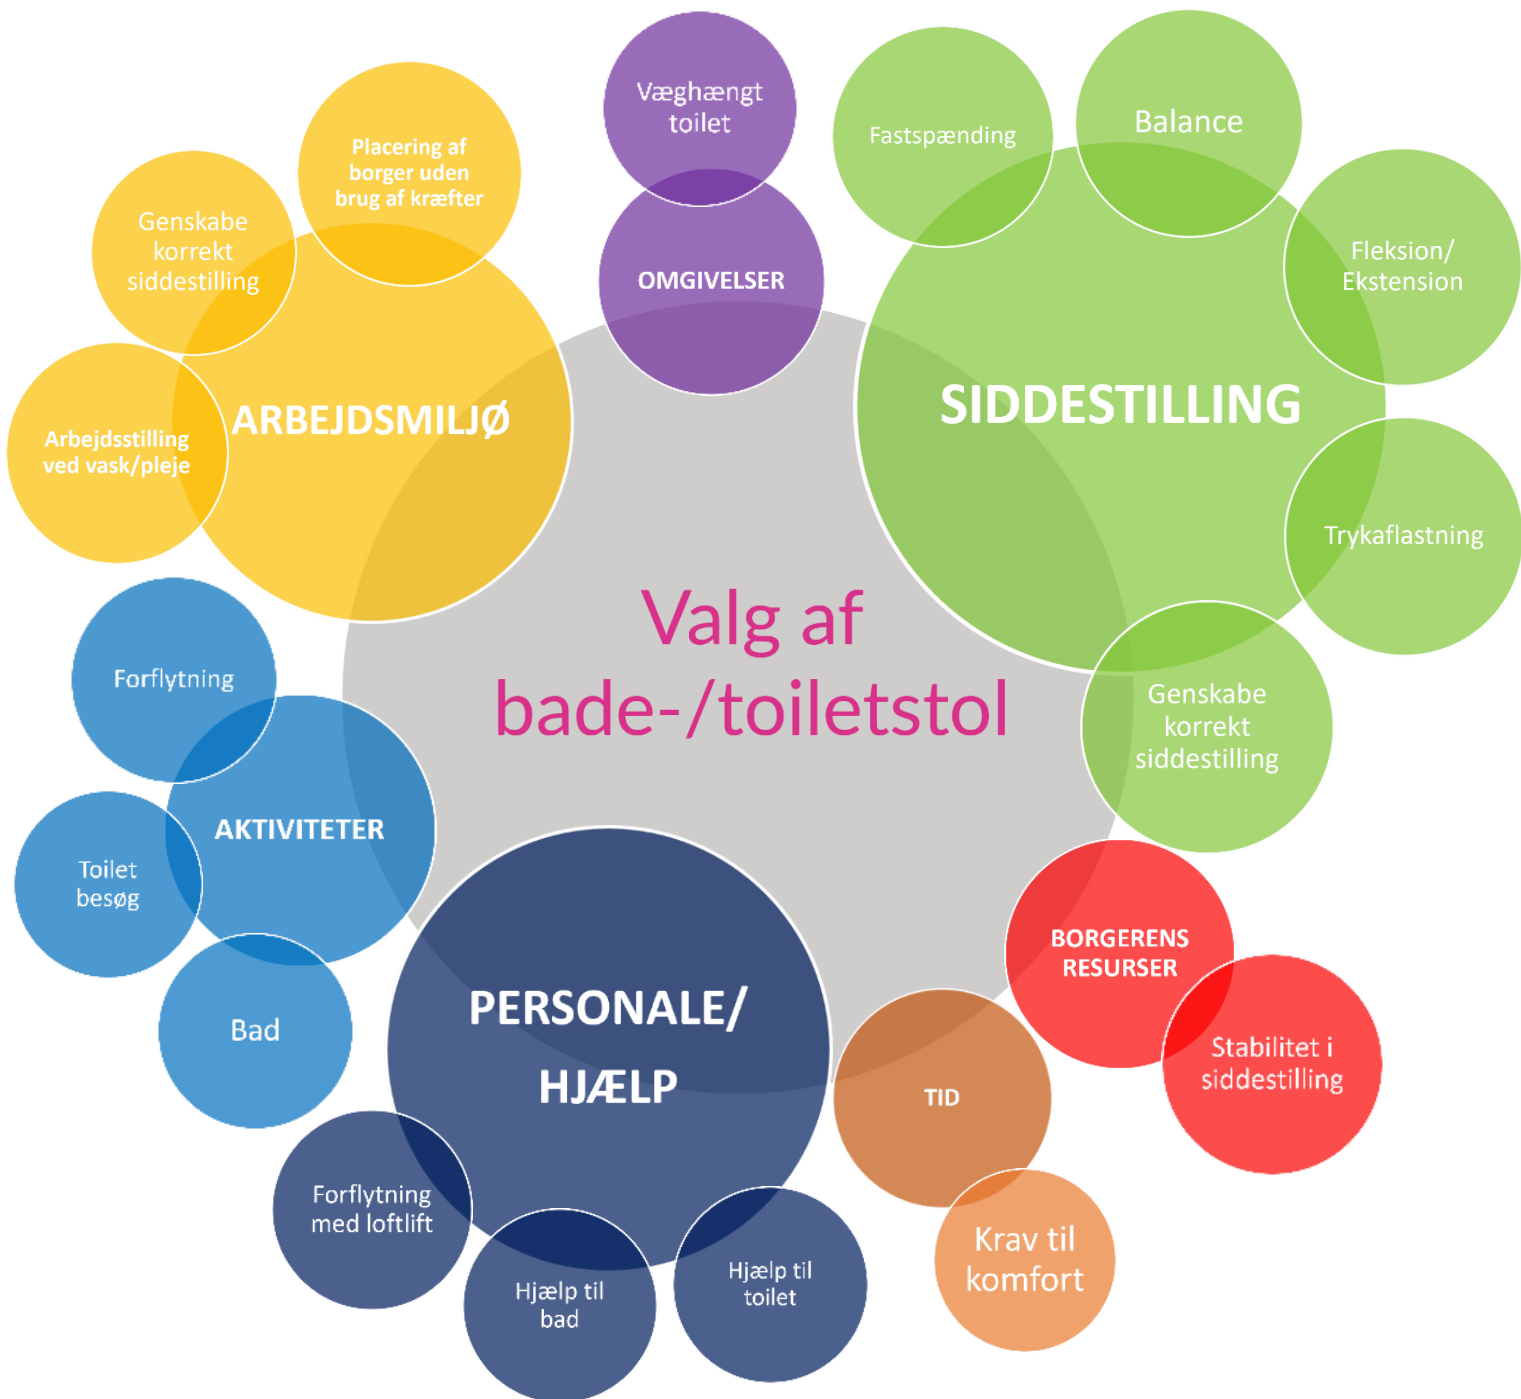 Valg af
bade-/toiletstol
OMGIVELSER
Væghængt
toilet
SIDDESTILLING
Fastspænding
Balance
Fleksion/
Ekstension
Trykaflastning
Genskabe
korrekt
siddestilling
BORGERENS
RESURSER
Stabilitet i
siddestilling
TID
Krav til
komfort
PERSONALE/
HJÆLP
Hjælp til
toilet
Hjælp til
bad
Forflytning
med loftlift
AKTIVITETER
Bad
Toilet
besøg
Forflytning
ARBEJDSMILJØ
Arbejdsstilling
ved vask/pleje
Genskabe
korrekt
siddestilling
Placering af
borger uden
brug af kræfter